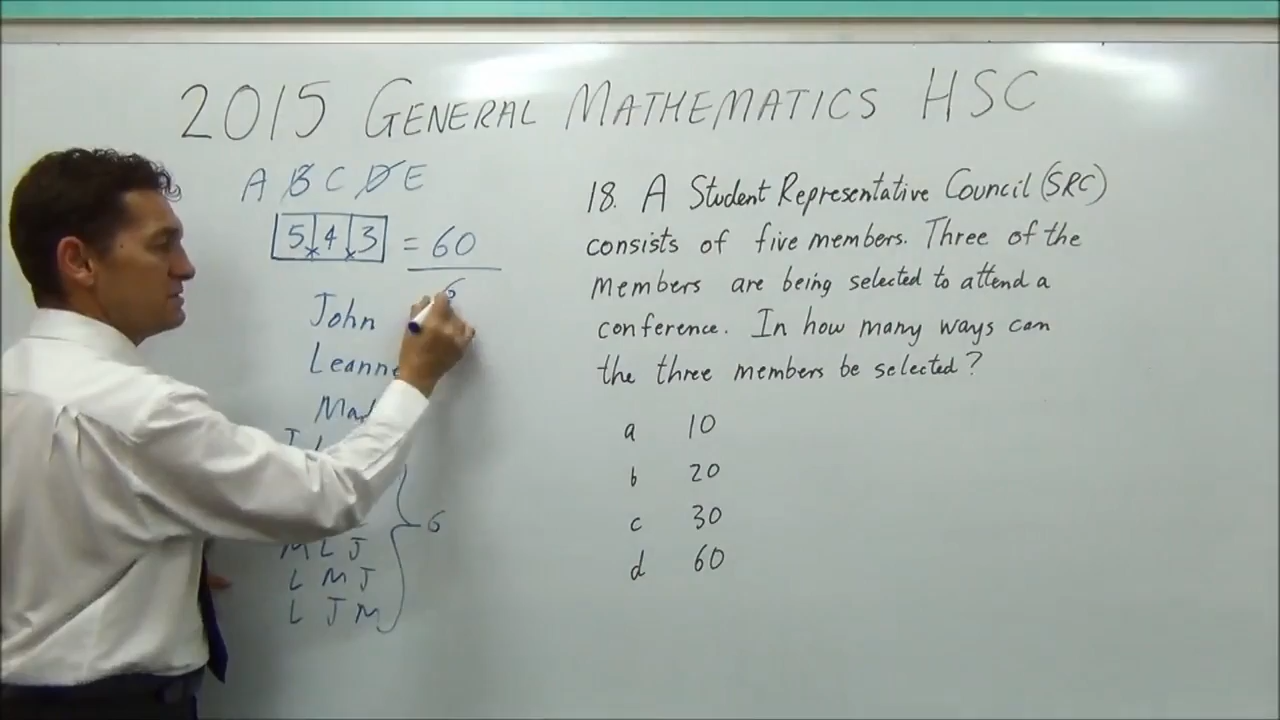 2015 GENERAL MATHEMATICS HSC
A B C D E
5 x 4 x 3 = 60
6
John
Leanne
M L J
L M J
L J M
6
18. A Student Representative Council (SRC)
consists of five members. Three of the
members are being selected to attend a
conference. In how many ways can
the three members be selected?
a 10
b 20
c 30
d 60